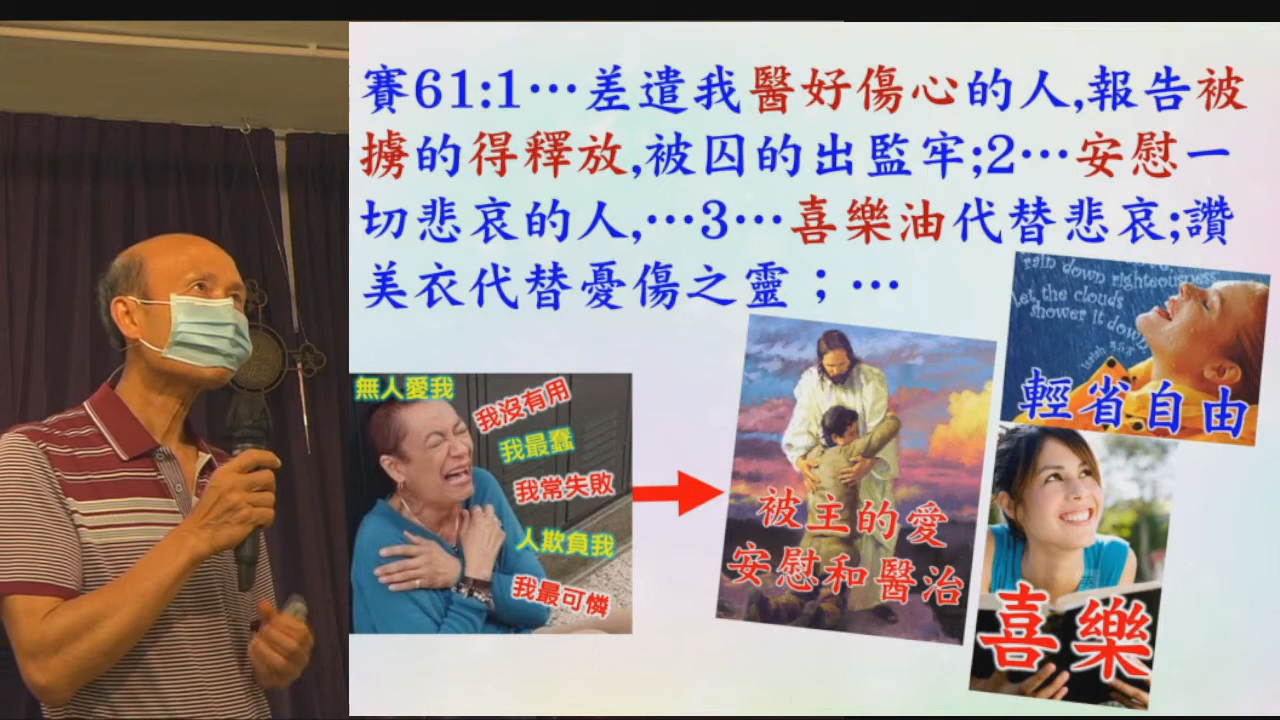 賽61:1…差遣我醫好傷心的人,報告被
擄的得釋放,被囚的出監牢;2…安慰一
切悲哀的人,…3…喜樂油代替悲哀;讚
美衣代替憂傷之靈；…
無人愛我
我沒有用
我最蠢
我常失敗
人欺負我
我最可憐
被主的愛
安慰和醫治
rain down righteousness
let the clouds
shower it down
Isaiah 45:8
輕省自由
喜樂